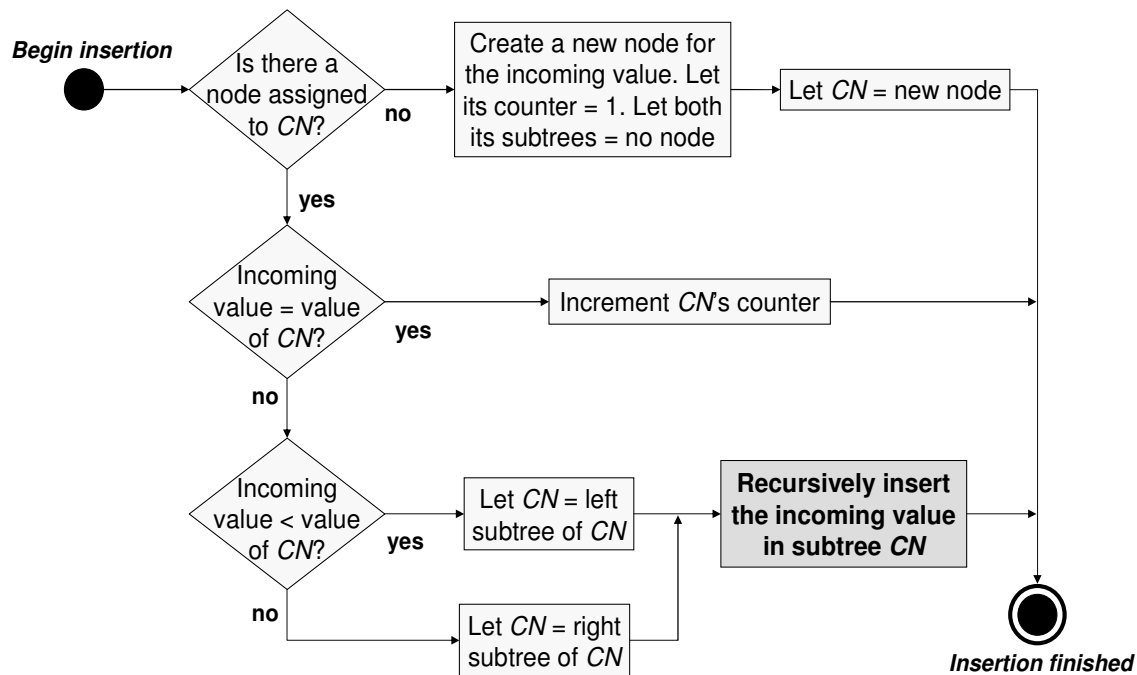 Begin insertion
Is there a
node assigned
to CN?
no
Create a new node for
the incoming value. Let
its counter = 1. Let both
its subtrees = no node
Let CN = new node
yes
Incoming
value = value
of CN?
yes
Increment CN's counter
no
Incoming
value < value
of CN?
yes
Let CN = left
subtree of CN
Recursively insert
the incoming value
in subtree CN
no
Let CN = right
subtree of CN
Insertion finished